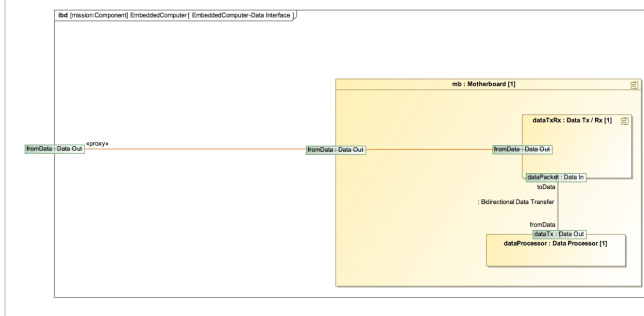 ibd [mission:Component] EmbeddedComputer [ EmbeddedComputer-Data Interface ]
mb : Motherboard [1]
dataTxRx : Data Tx / Rx [1]
fromData : Data Out
«proxy»
fromData : Data Out
fromData : Data Out
dataPacket : Data In
toData
: Bidirectional Data Transfer
fromData
dataTx : Data Out
dataProcessor : Data Processor [1]